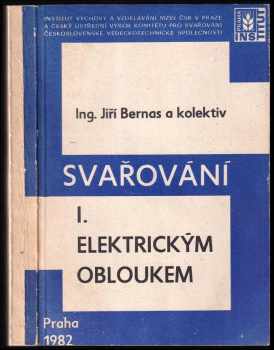 INSTITUT VÝCHOVY A VZDĚLÁVÁNÍ MZVŽ ČSR V PRAZE
A ČESKÝ ÚSTŘEDNÍ VÝBOR KOMITÉTU PRO SVAŘOVÁNÍ
ČESKOSLOVENSKÉ VĚDECKOTECHNICKÉ SPOLEČNOSTI
INSTITUT
Ing. Jiří Bernas a kolektiv
SVAŘOVÁNÍ
I.
ELEKTRICKÝM
OBLOUKEM
Praha
1982